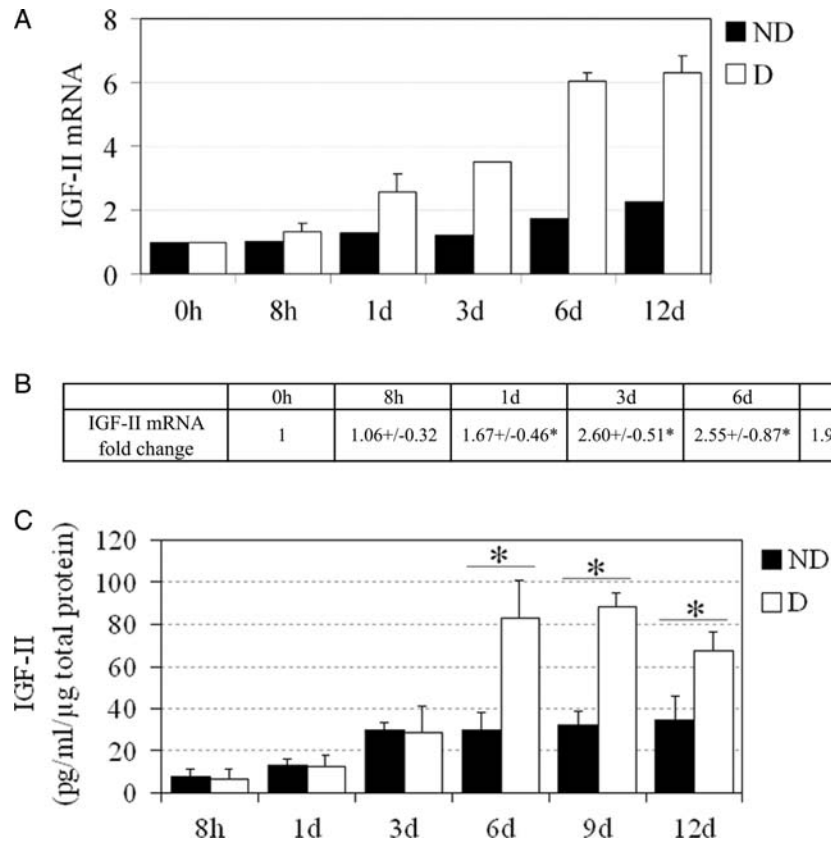 A
8
6
4
2
0
IGF-II mRNA
ND
D
0h 8h 1d 3d 6d 12d
B
0h 8h 1d 3d 6d
IGF-II mRNA fold change 1 1.06+/-0.32 1.67+/-0.46* 2.60+/-0.51* 2.55+/-0.87* 1.9
C
120
100
80
60
40
20
0
IGF-II
(pg/ml/µg total protein)
* * *
ND
D
8h 1d 3d 6d 9d 12d